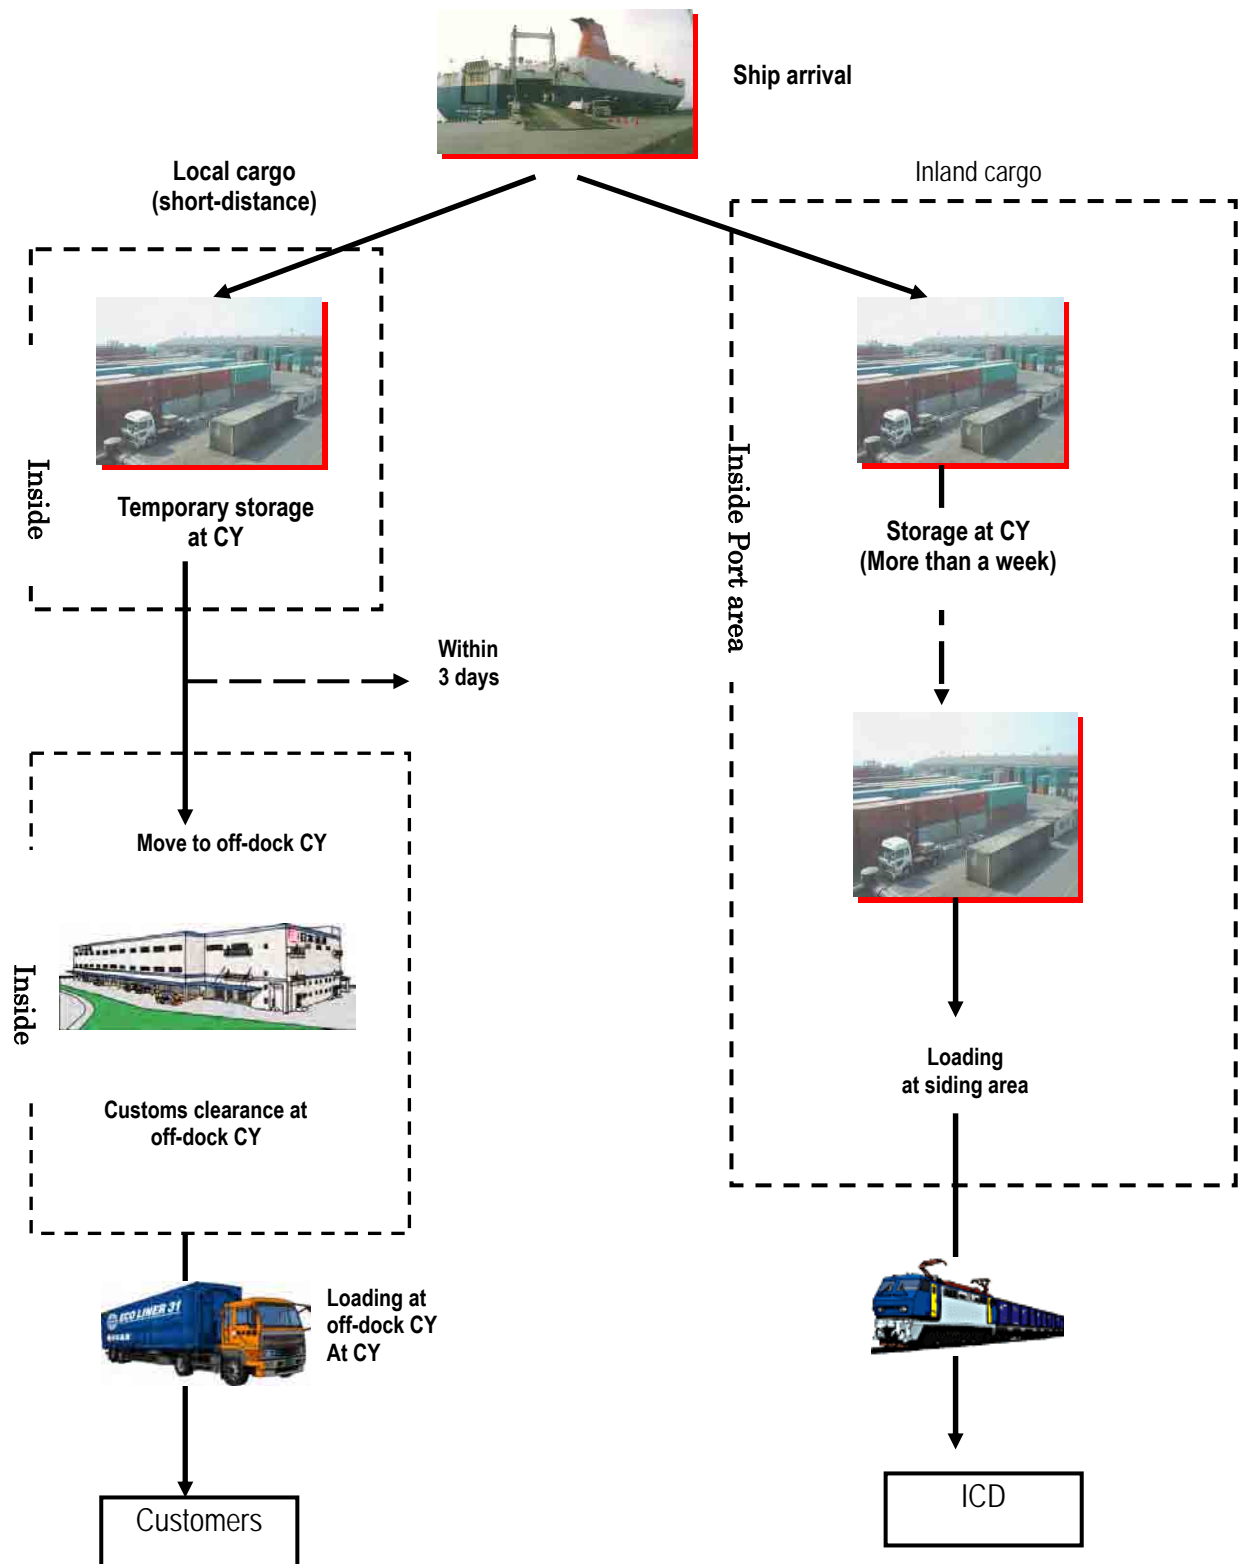 Ship arrival
Local cargo
(short-distance)
Inland cargo
Inside
Temporary storage
at CY
Inside Port area
Storage at CY
(More than a week)
Within
3 days
Move to off-dock CY
Inside
Customs clearance at
off-dock CY
Loading
at siding area
ECO LINER 31
Loading at
off-dock CY
At CY
Customers
ICD